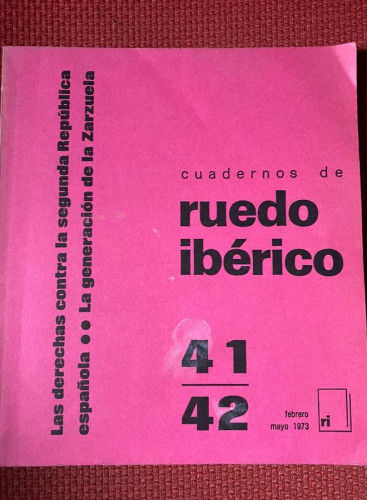 Las derechas contra la segunda República
española •• La generación de la Zarzuela
cuadernos de
ruedo
ibérico
41
42
febrero
mayo 1973
ri